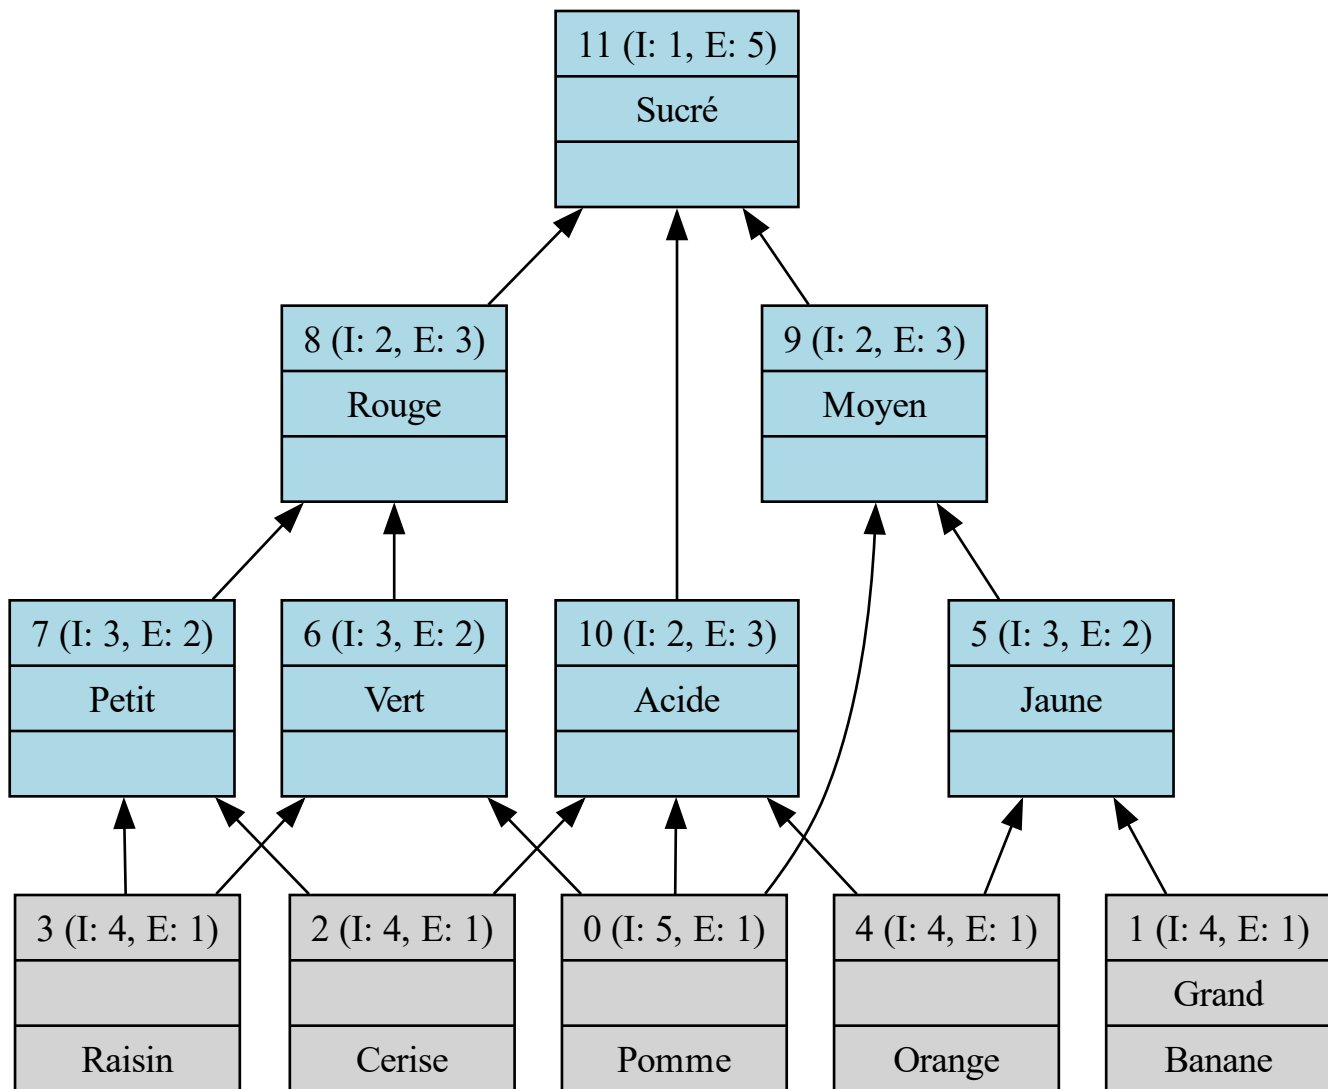 11 (I: 1, E: 5)
Sucré
8 (I: 2, E: 3)
Rouge
9 (I: 2, E: 3)
Moyen
7 (I: 3, E: 2)
Petit
6 (I: 3, E: 2)
Vert
10 (I: 2, E: 3)
Acide
5 (I: 3, E: 2)
Jaune
3 (I: 4, E: 1)
Raisin
2 (I: 4, E: 1)
Cerise
0 (I: 5, E: 1)
Pomme
4 (I: 4, E: 1)
Orange
1 (I: 4, E: 1)
Grand
Banane